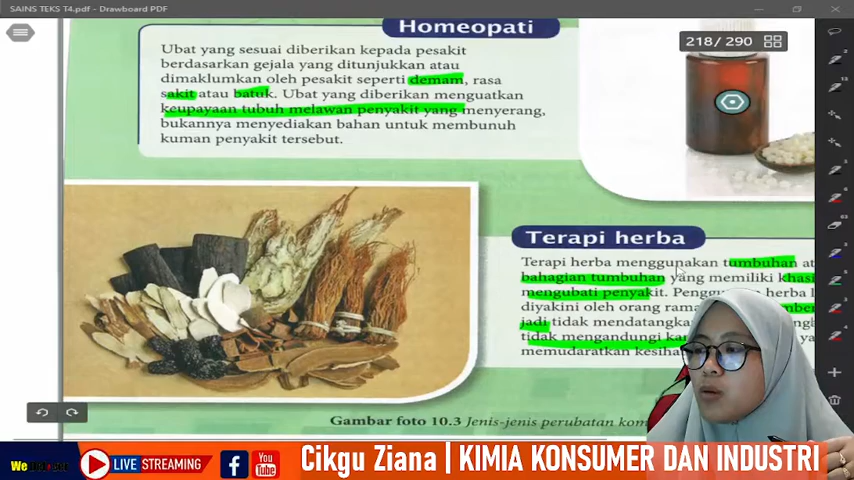 SAINS TEKS T4.pdf - Drawboard PDF
218 / 290
Homeopati
Ubat yang sesuai diberikan kepada pesakit
berdasarkan gejala yang ditunjukkan atau
dimaklumkan oleh pesakit seperti demam, rasa
sakit atau batuk. Ubat yang diberikan menguatkan
keupayaan tubuh melawan penyakit yang menyerang,
bukannya menyediakan bahan untuk membunuh
kuman penyakit tersebut.
Terapi herba
Terapi herba menggunakan tumbuhan at
bahagian tumbuhan yang memiliki khas
mengubati penyakit. herba
diyakini oleh orang
jadi tidak
tidak mengandungi
memudaratkan
Gambar foto 10.3 Jenis-jenis perubatan
LIVE STREAMING
You Tube
Cikgu Ziana | KIMIA KONSUMER DAN INDUSTRI